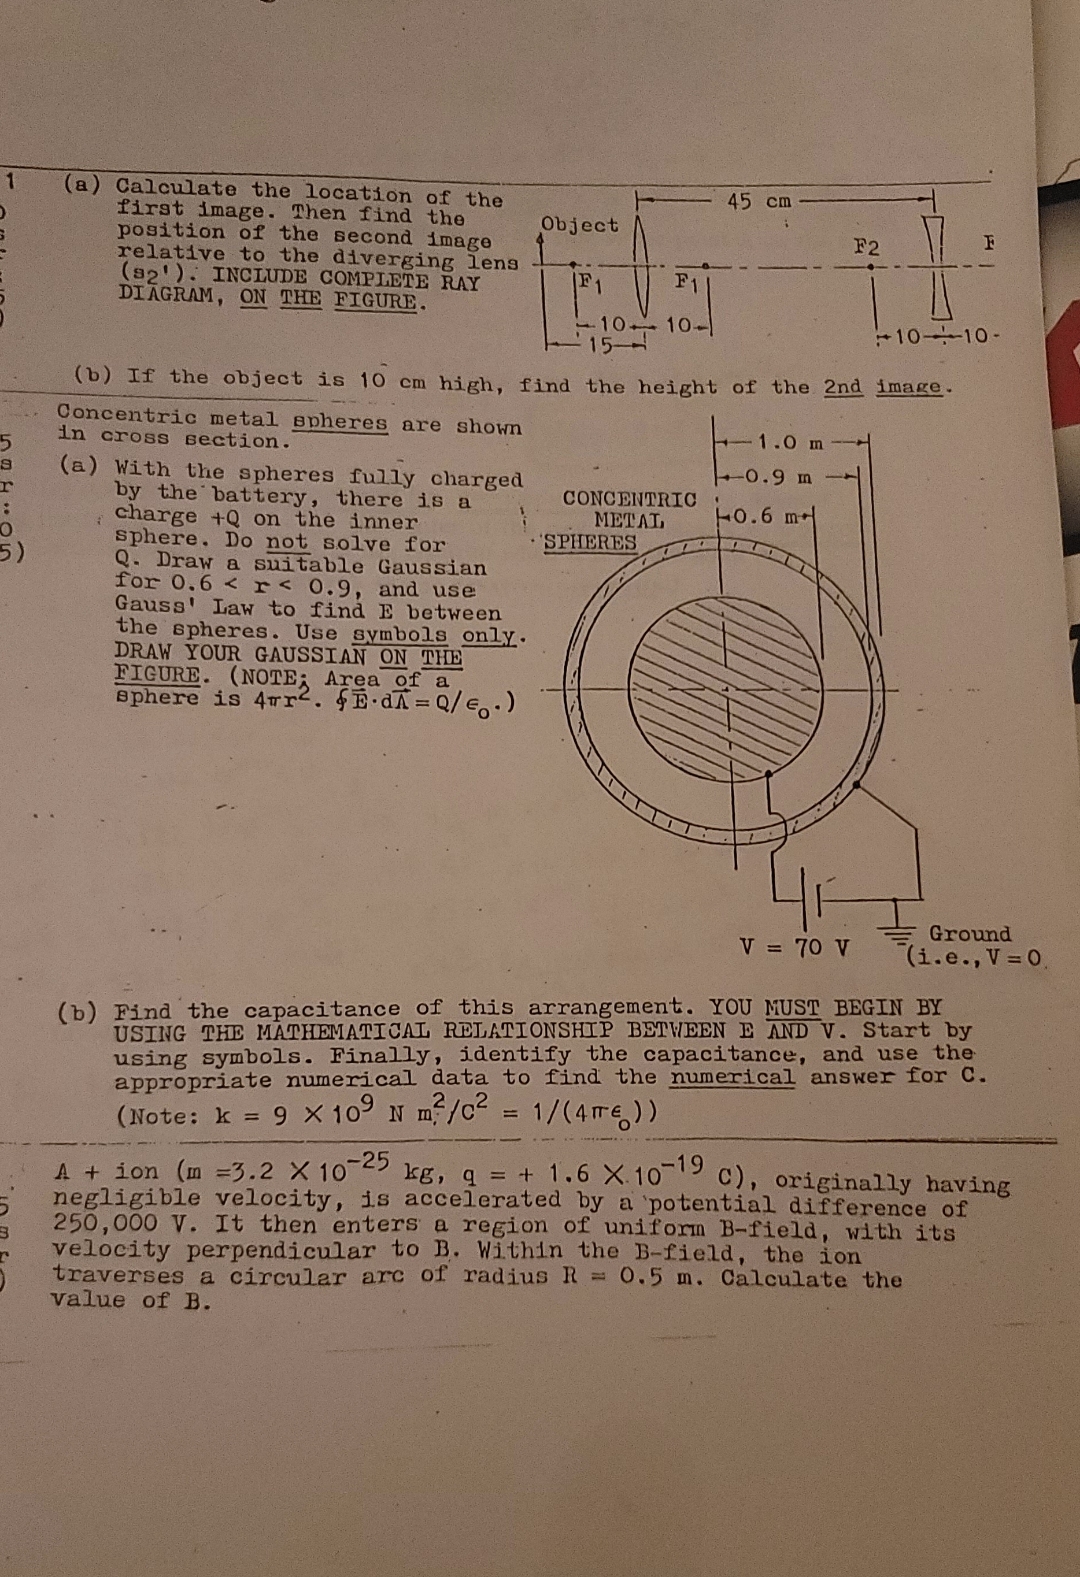 1
(a) Calculate the location of the
first image. Then find the
position of the second image
relative to the diverging lens
(s2'). INCLUDE COMPLETE RAY
DIAGRAM, ON THE FIGURE.
45 cm
Object
F2
F
F1
F1
10
10
15
10
10
(b) If the object is 10 cm high, find the height of the 2nd image.
Concentric metal spheres are shown
in cross section.
(a) With the spheres fully charged
by the battery, there is a
charge +Q on the inner
sphere. Do not solve for
Q. Draw a suitable Gaussian
for 0.6 < r < 0.9, and use
Gauss' Law to find E between
the spheres. Use symbols only.
DRAW YOUR GAUSSIAN ON THE
FIGURE. (NOTE; Area of a
sphere is 4πr². ∮E⃗·dA⃗ = Q/ϵ₀.)
1.0 m
0.9 m
0.6 m
CONCENTRIC
METAL
SPHERES
V = 70 V
Ground
(i.e., V = 0
(b) Find the capacitance of this arrangement. YOU MUST BEGIN BY
USING THE MATHEMATICAL RELATIONSHIP BETWEEN E AND V. Start by
using symbols. Finally, identify the capacitance, and use the
appropriate numerical data to find the numerical answer for C.
(Note: k = 9 X 10⁹ N m²/C² = 1/(4πϵ₀))
A + ion (m =3.2 X 10⁻²⁵ kg, q = + 1.6 X 10⁻¹⁹ C), originally having
negligible velocity, is accelerated by a potential difference of
250,000 V. It then enters a region of uniform B-field, with its
velocity perpendicular to B. Within the B-field, the ion
traverses a circular arc of radius R = 0.5 m. Calculate the
value of B.